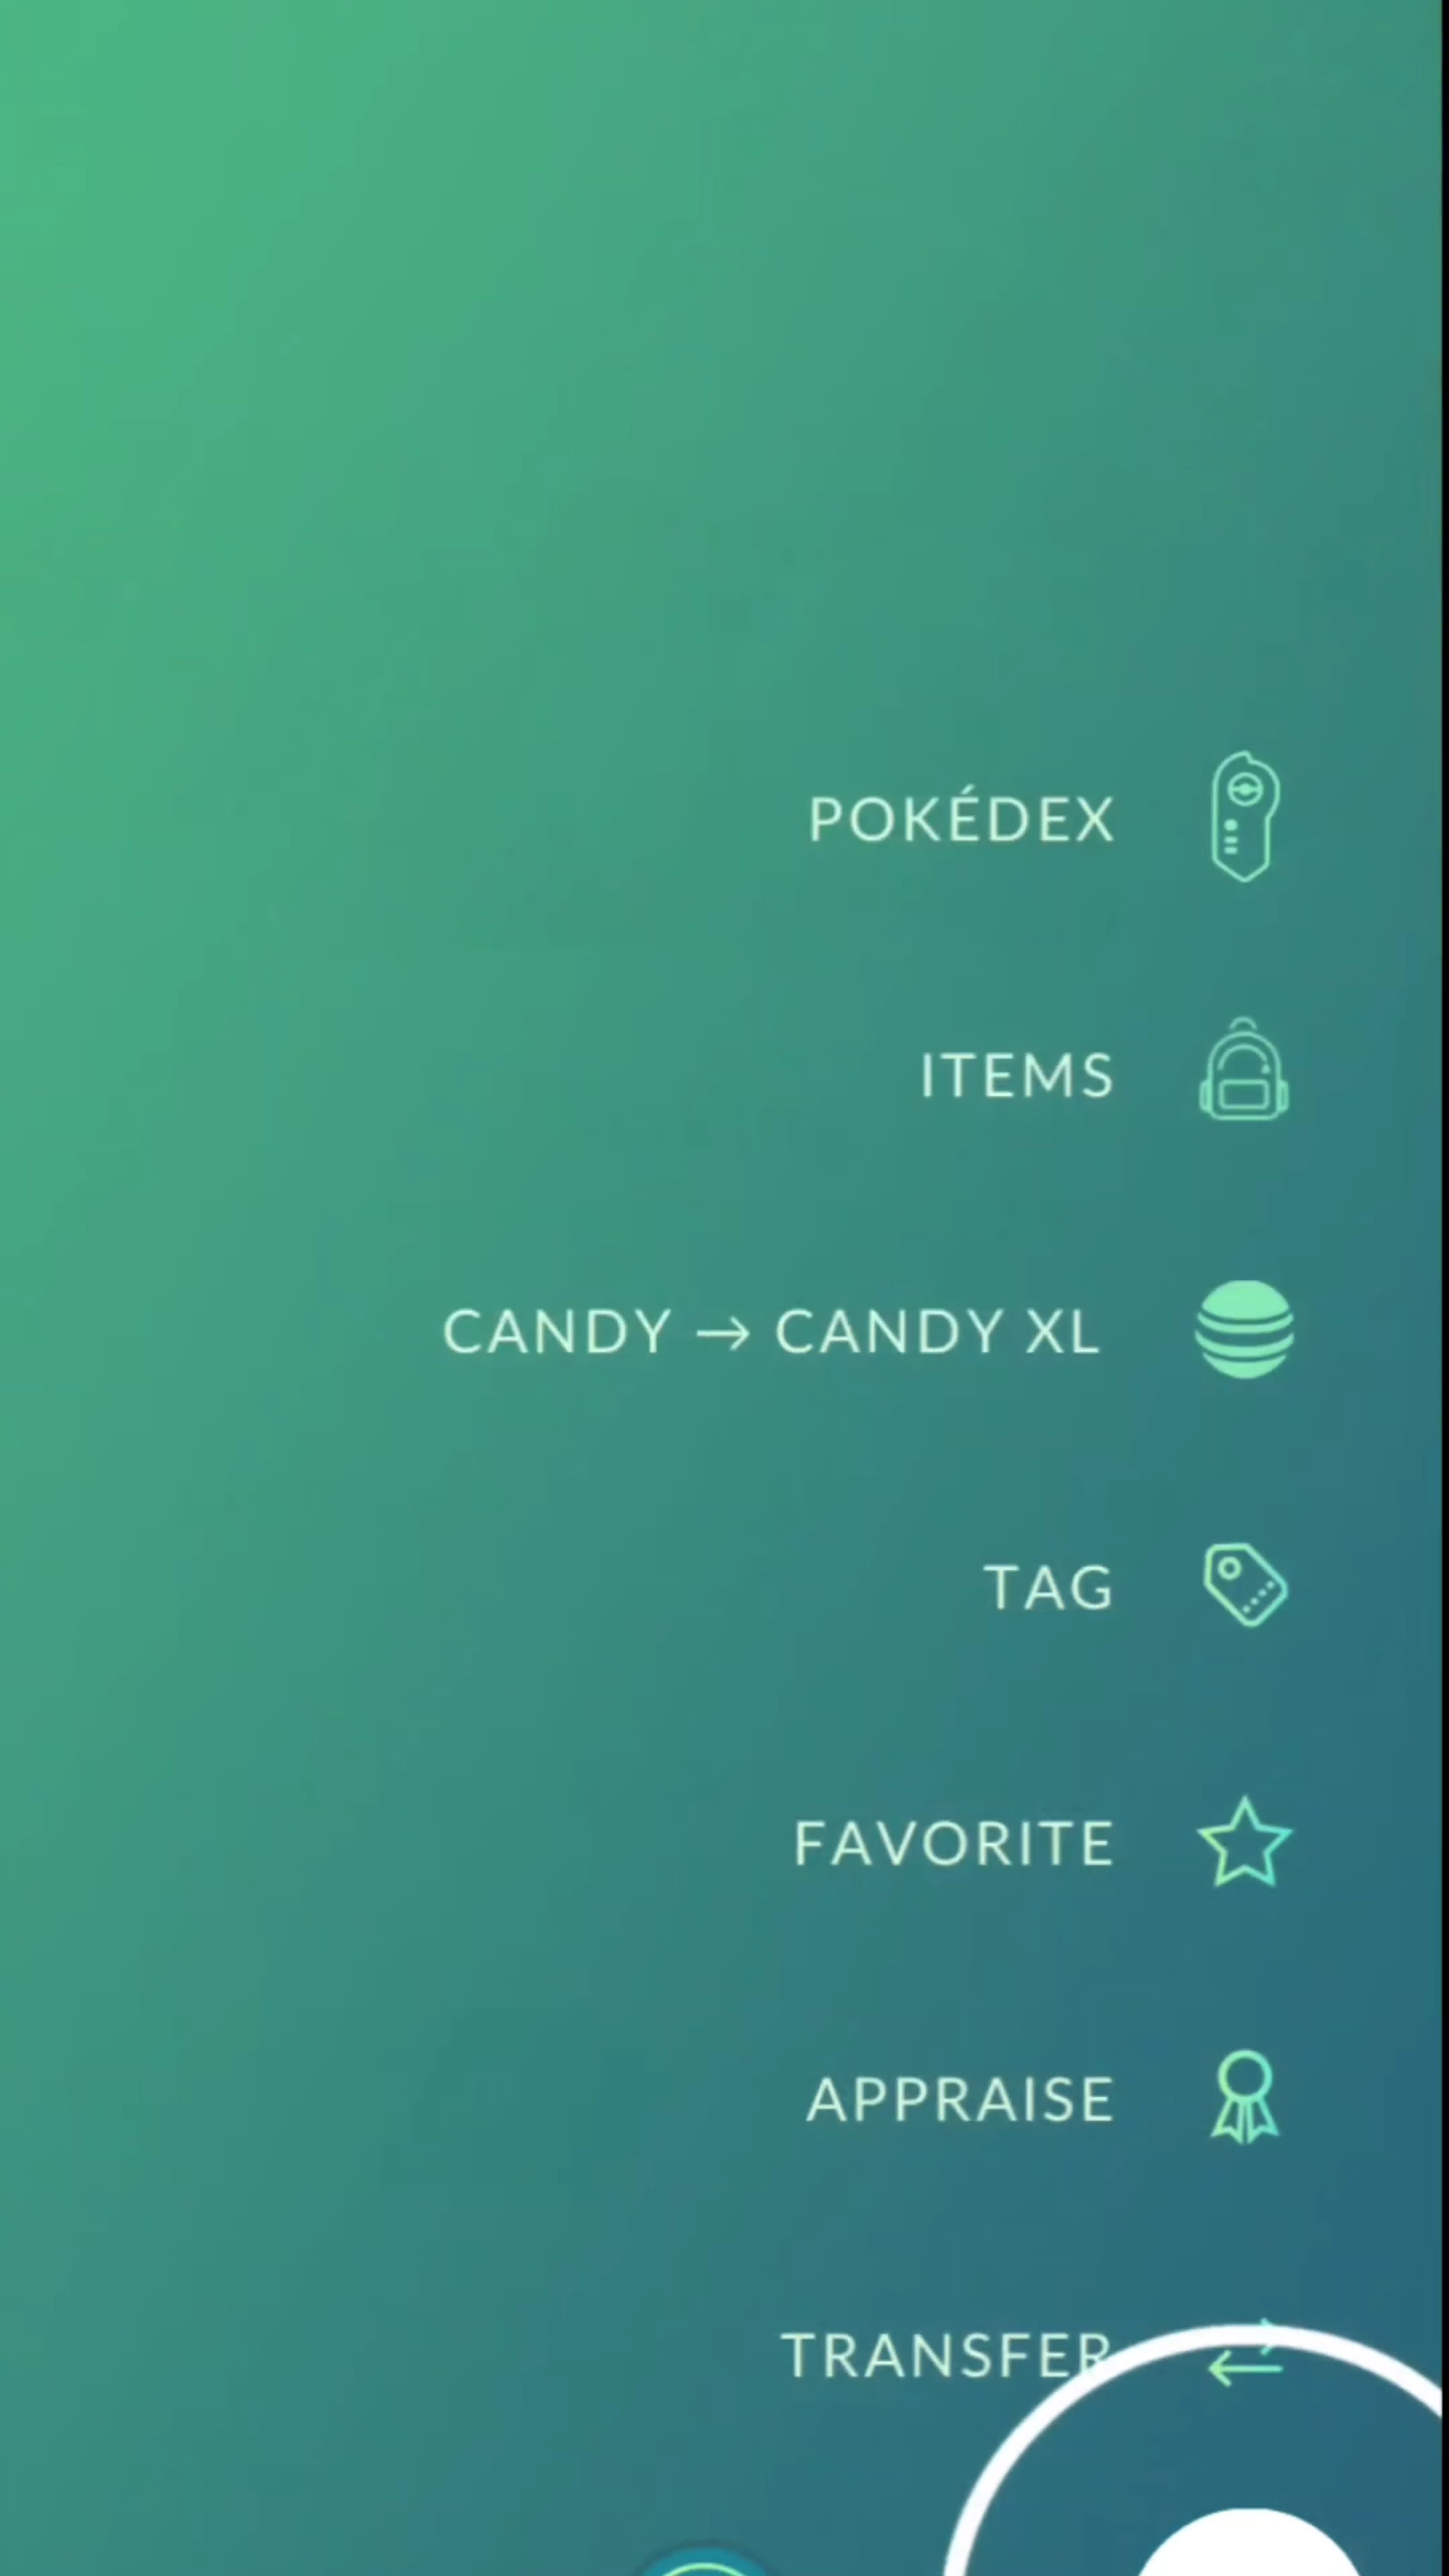 POKÉDEX
ITEMS
CANDY → CANDY XL
TAG
FAVORITE
APPRAISE
TRANSFER